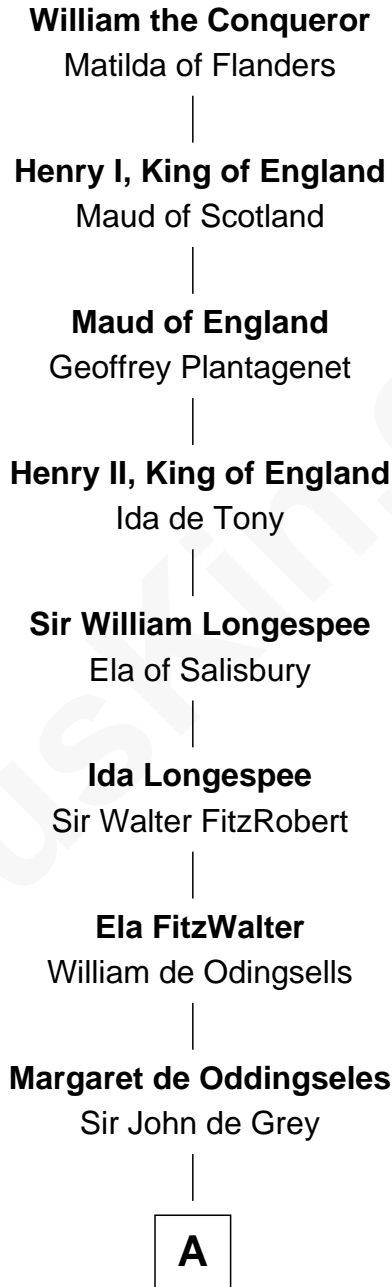 William the Conqueror
Matilda of Flanders
Henry I, King of England
Maud of Scotland
Maud of England
Geoffrey Plantagenet
Henry II, King of England
Ida de Tony
Sir William Longespee
Ela of Salisbury
Ida Longespee
Sir Walter FitzRobert
Ela FitzWalter
William de Odingsells
Margaret de Oddingseles
Sir John de Grey
A